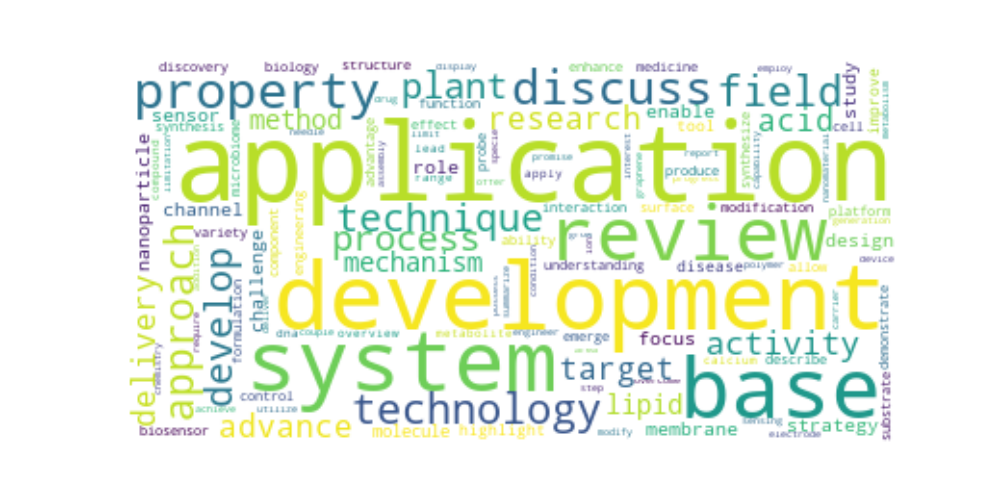 discovery
biology
structure
display
enhance
medicine
employ
property
drug
plant
function
discuss
field
study
improve
metabolism
sensor
synthesis
method
needle
microbiome
advantage
assembly
effect
limit
lead
range
role
probe
offer
specie
research
enable
tool
acid
cell
application
promise
apply
interest
graphene
report
produce
progress
synthesize
capability
nanomaterial
nanoparticle
compound
limitation
channel
variety
component
engineering
technique
process
mechanism
interaction
surface
modification
platform
generation
review
ability
understanding
disease
polymer
allow
design
device
delivery
approach
require
develop
formulation
challenge
deliver
development
possess
summarize
condition
carrier
demonstrate
dna
couple
overview
metabolite
engineer
emerge
focus
activity
calcium
describe
chemistry
system
target
overcome
step
base
substrate
achieve
control
utilize
technology
lipid
biosensor
advance
molecule
highlight
modify
membrane
sensing
electrode
strategy